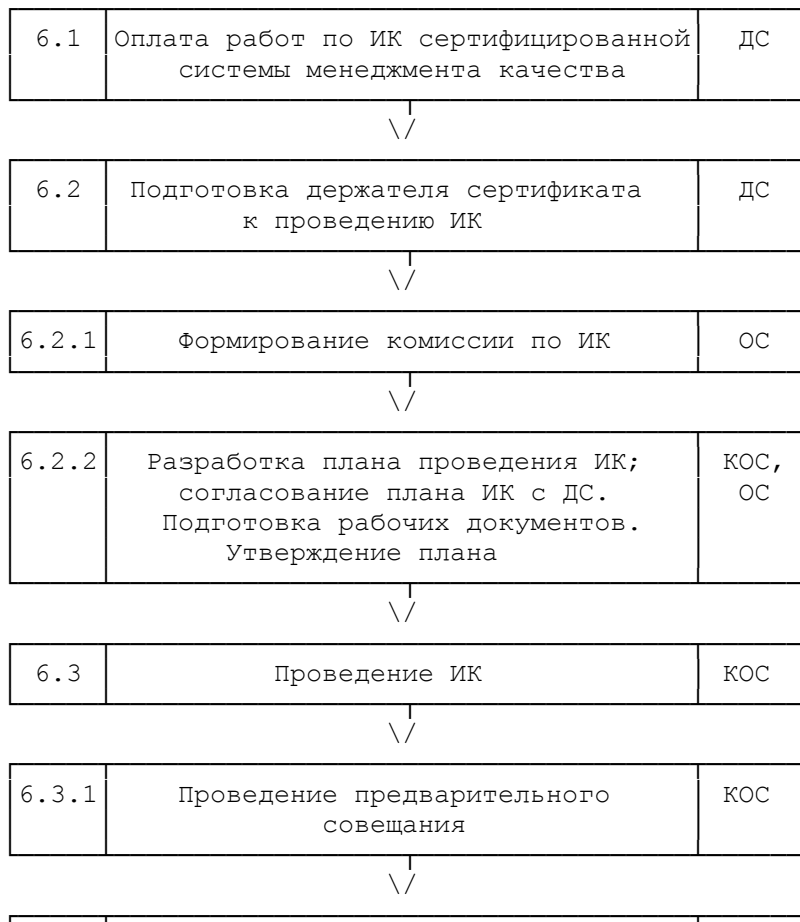 6.1 Оплата работ по ИК сертифицированной ДС
системы менеджмента качества
6.2 Подготовка держателя сертификата ДС
к проведению ИК
6.2.1 Формирование комиссии по ИК ОС
6.2.2 Разработка плана проведения ИК; КОС,
согласование плана ИК с ДС. ОС
Подготовка рабочих документов.
Утверждение плана
6.3 Проведение ИК КОС
6.3.1 Проведение предварительного КОС
совещания